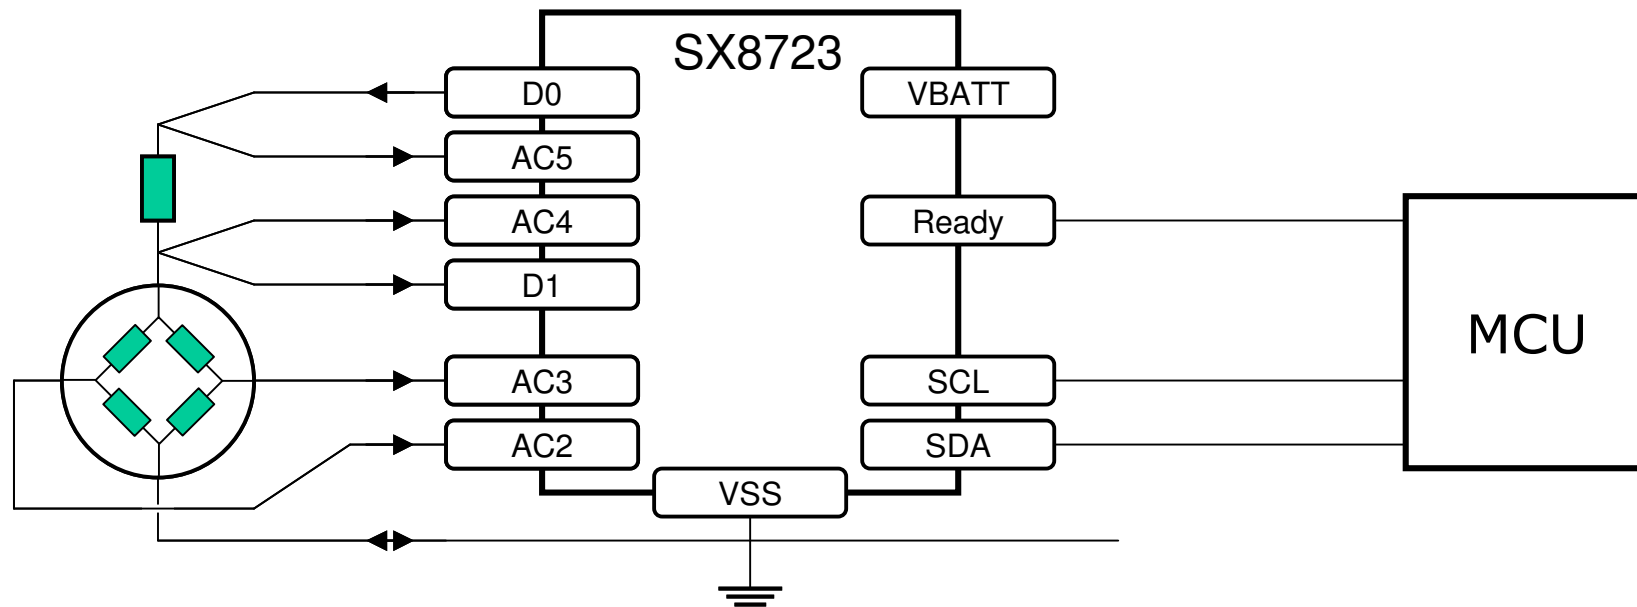 SX8723
D0
VBATT
AC5
AC4
Ready
D1
MCU
AC3
SCL
AC2
SDA
VSS